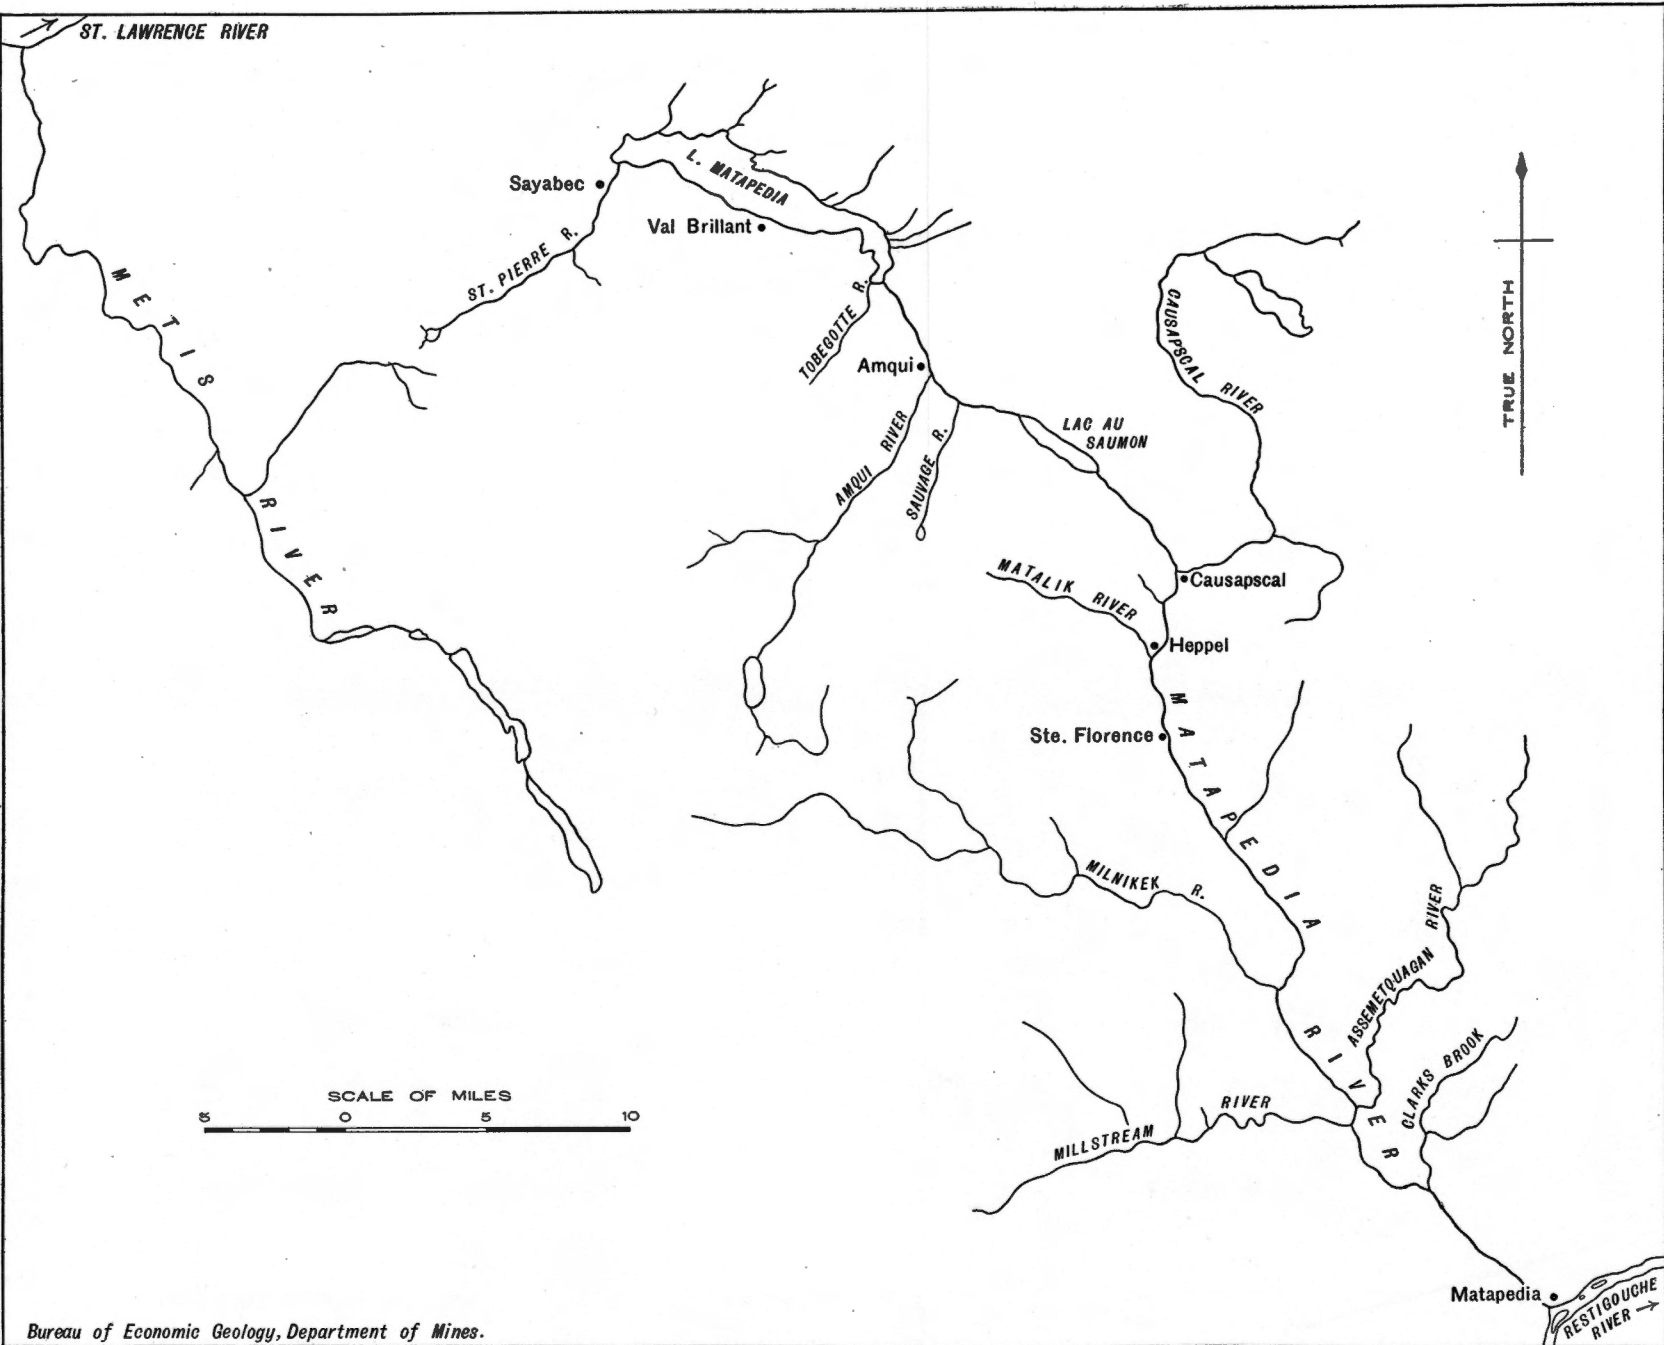 ST. LAWRENCE RIVER
L. MATAPEDIA
Sayabec
Val Brillant
ST. PIERRE R.
TOBEGOTTE R.
METIS RIVER
Amqui
AMQUI RIVER
SAUVAGE R.
LAC AU
SAUMON
CAUSAPSCAL RIVER
TRUE NORTH
MATALIK RIVER
Causapscal
Heppel
Ste. Florence
MATAPEDIA RIVER
MILNIKEK R.
ASSEMETQUAGAN RIVER
CLARKS BROOK
MILLSTREAM RIVER
SCALE OF MILES
5 0 5 10
Matapedia
RESTIGOUCHE
RIVER
Bureau of Economic Geology, Department of Mines.